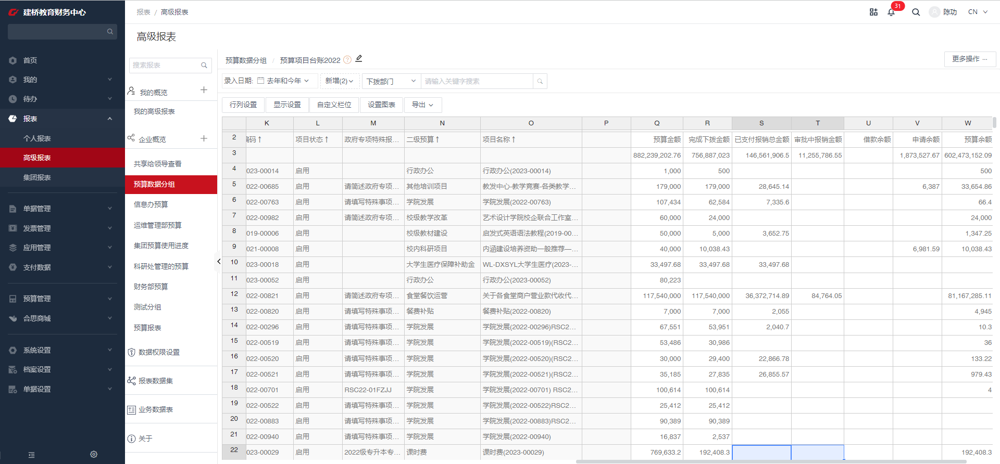 建桥教育财务中心
报表 / 高级报表
31
陈功
CN
高级报表
首页
我的
待办
报表
个人报表
高级报表
集团报表
单据管理
发票管理
应用管理
支付数据
预算管理
合思商城
系统设置
档案设置
单据设置
搜索报表
我的概览
我的高级报表
企业概览
共享给领导查看
预算数据分组
信息办预算
运维管理部预算
集团预算使用进度
科研处管理的预算
财务部预算
测试分组
预算报表
数据权限设置
报表数据集
业务数据表
关于
预算数据分组 / 预算项目台账2022
更多操作 ···
录入日期: 去年和今年 新增(2) 下拨部门 请输入关键字搜索
行列设置 显示设置 自定义栏位 设置图表 导出
K L M N O P Q R S T U V W
2 编码↑ 项目状态↑ 政府专项特殊报... 二级预算↑ 项目名称↑ 预算金额 完成下拨金额 已支付报销总金额 审批中报销金额 借款余额 申请余额 预算余额
3 882,239,202.76 756,887,023 146,561,906.5 11,255,786.55 1,873,527.67 602,473,152.09
4 023-00014 启用 行政办公 行政办公(2023-00014) 1,000 500 500
5 022-00685 启用 请简述政府专项... 其他培训项目 教发中心-教学竞赛-各类教学... 179,000 179,000 28,645.14 6,387 33,654.86
6 022-00763 启用 请填写特殊事项... 学院发展 学院发展(2022-00763) 107,434 62,584 7,335.6 66.4
7 022-00982 启用 请简述政府专项... 校级教学改革 艺术设计学院校企联合工作室... 60,000 24,000 24,000
8 019-00006 启用 校级教材建设 启发式英语语法教程(2019-00... 50,000 5,000 3,652.75 1,347.25
9 021-00008 启用 校内科研项目 内涵建设培养资助一般推荐—... 40,000 10,038.43 6,981.59 10,038.43
10 023-00018 启用 大学生医疗保障补助金 WL-DXSYL大学生医疗(2023-... 33,497.68 33,497.68 33,497.68
11 023-00052 启用 行政办公 行政办公(2023-00052) 80,223
12 022-00821 启用 请简述政府专项... 食堂餐饮运营 关于各食堂商户营业款代收代... 117,540,000 117,540,000 36,372,714.89 84,764.05 81,167,285.11
13 022-00820 启用 请填写特殊事项... 餐费补贴 餐费补贴(2022-00820) 7,000 7,000 2,055 4,945
14 022-00296 启用 请填写特殊事项... 学院发展 学院发展(2022-00296)RSC2... 67,551 53,951 2,040.7 10.3
15 022-00519 启用 请填写特殊事项... 学院发展 学院发展(2022-00519)(RSC2... 53,486 30,986 36
16 022-00520 启用 请填写特殊事项... 学院发展 学院发展(2022-00520)(RSC2... 30,000 29,400 22,866.78 133.22
17 022-00521 启用 请填写特殊事项... 学院发展 学院发展(2022-00521)(RSC2... 35,185 27,835 26,855.57 979.43
18 022-00701 启用 RSC22-01FZJJ 学院发展 学院发展(2022-00701) RSC2... 100,614 100,614 4
19 022-00522 启用 请填写特殊事项... 学院发展 学院发展(2022-00522)RSC2... 25,412 25,412
20 022-00883 启用 请填写特殊事项... 学院发展 学院发展(2022-00883)RSC2... 90,389 90,389
21 022-00940 启用 请填写特殊事项... 学院发展 学院发展(2022-00940) 16,837 2,537
22 023-00029 启用 2022级专升本专... 课时费 课时费(2023-00029) 769,633.2 192,408.3 192,408.3